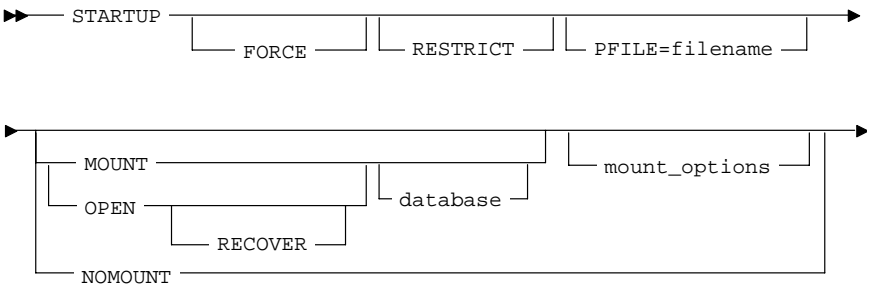 STARTUP
FORCE RESTRICT PFILE=filename
MOUNT mount_options
OPEN database
RECOVER
NOMOUNT